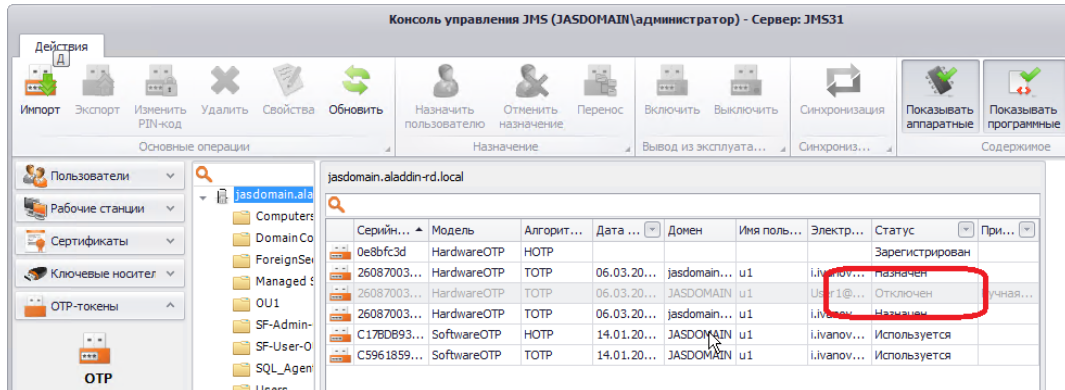 Консоль управления JMS (JASDOMAIN\администратор) - Сервер: JMS31
Действия
Д
Импорт Экспорт Изменить PIN-код Удалить Свойства Обновить Назначить пользователю Отменить назначение Перенос Включить Выключить Синхронизация Показывать аппаратные Показывать программные
Основные операции Назначение Вывод из эксплуата... Синхрониз... Содержимое
Пользователи
Рабочие станции
Сертификаты
Ключевые носител
OTP-токены
OTP
jasdomain.ala
Computers
Domain Co
ForeignSe
Managed S
OU1
SF-Admin-
SF-User-O
SQL_Agen
Users
jasdomain.aladdin-rd.local
Серийн... Модель Алгорит... Дата ... Домен Имя поль... Электр... Статус При...
0e8bfc3d HardwareOTP HOTP Зарегистрирован
26087003... HardwareOTP TOTP 06.03.20... jasdomain... u1 i.ivanov... Назначен
26087003... HardwareOTP TOTP 06.03.20... JASDOMAIN u1 User1@... Отключен
26087003... HardwareOTP TOTP 06.03.20... jasdomain... u1 i.ivanov... Назначен
C17BDB93... SoftwareOTP HOTP 14.01.20... JASDOMAIN u1 i.ivanov... Используется
C5961859... SoftwareOTP TOTP 14.01.20... JASDOMAIN u1 i.ivanov... Используется